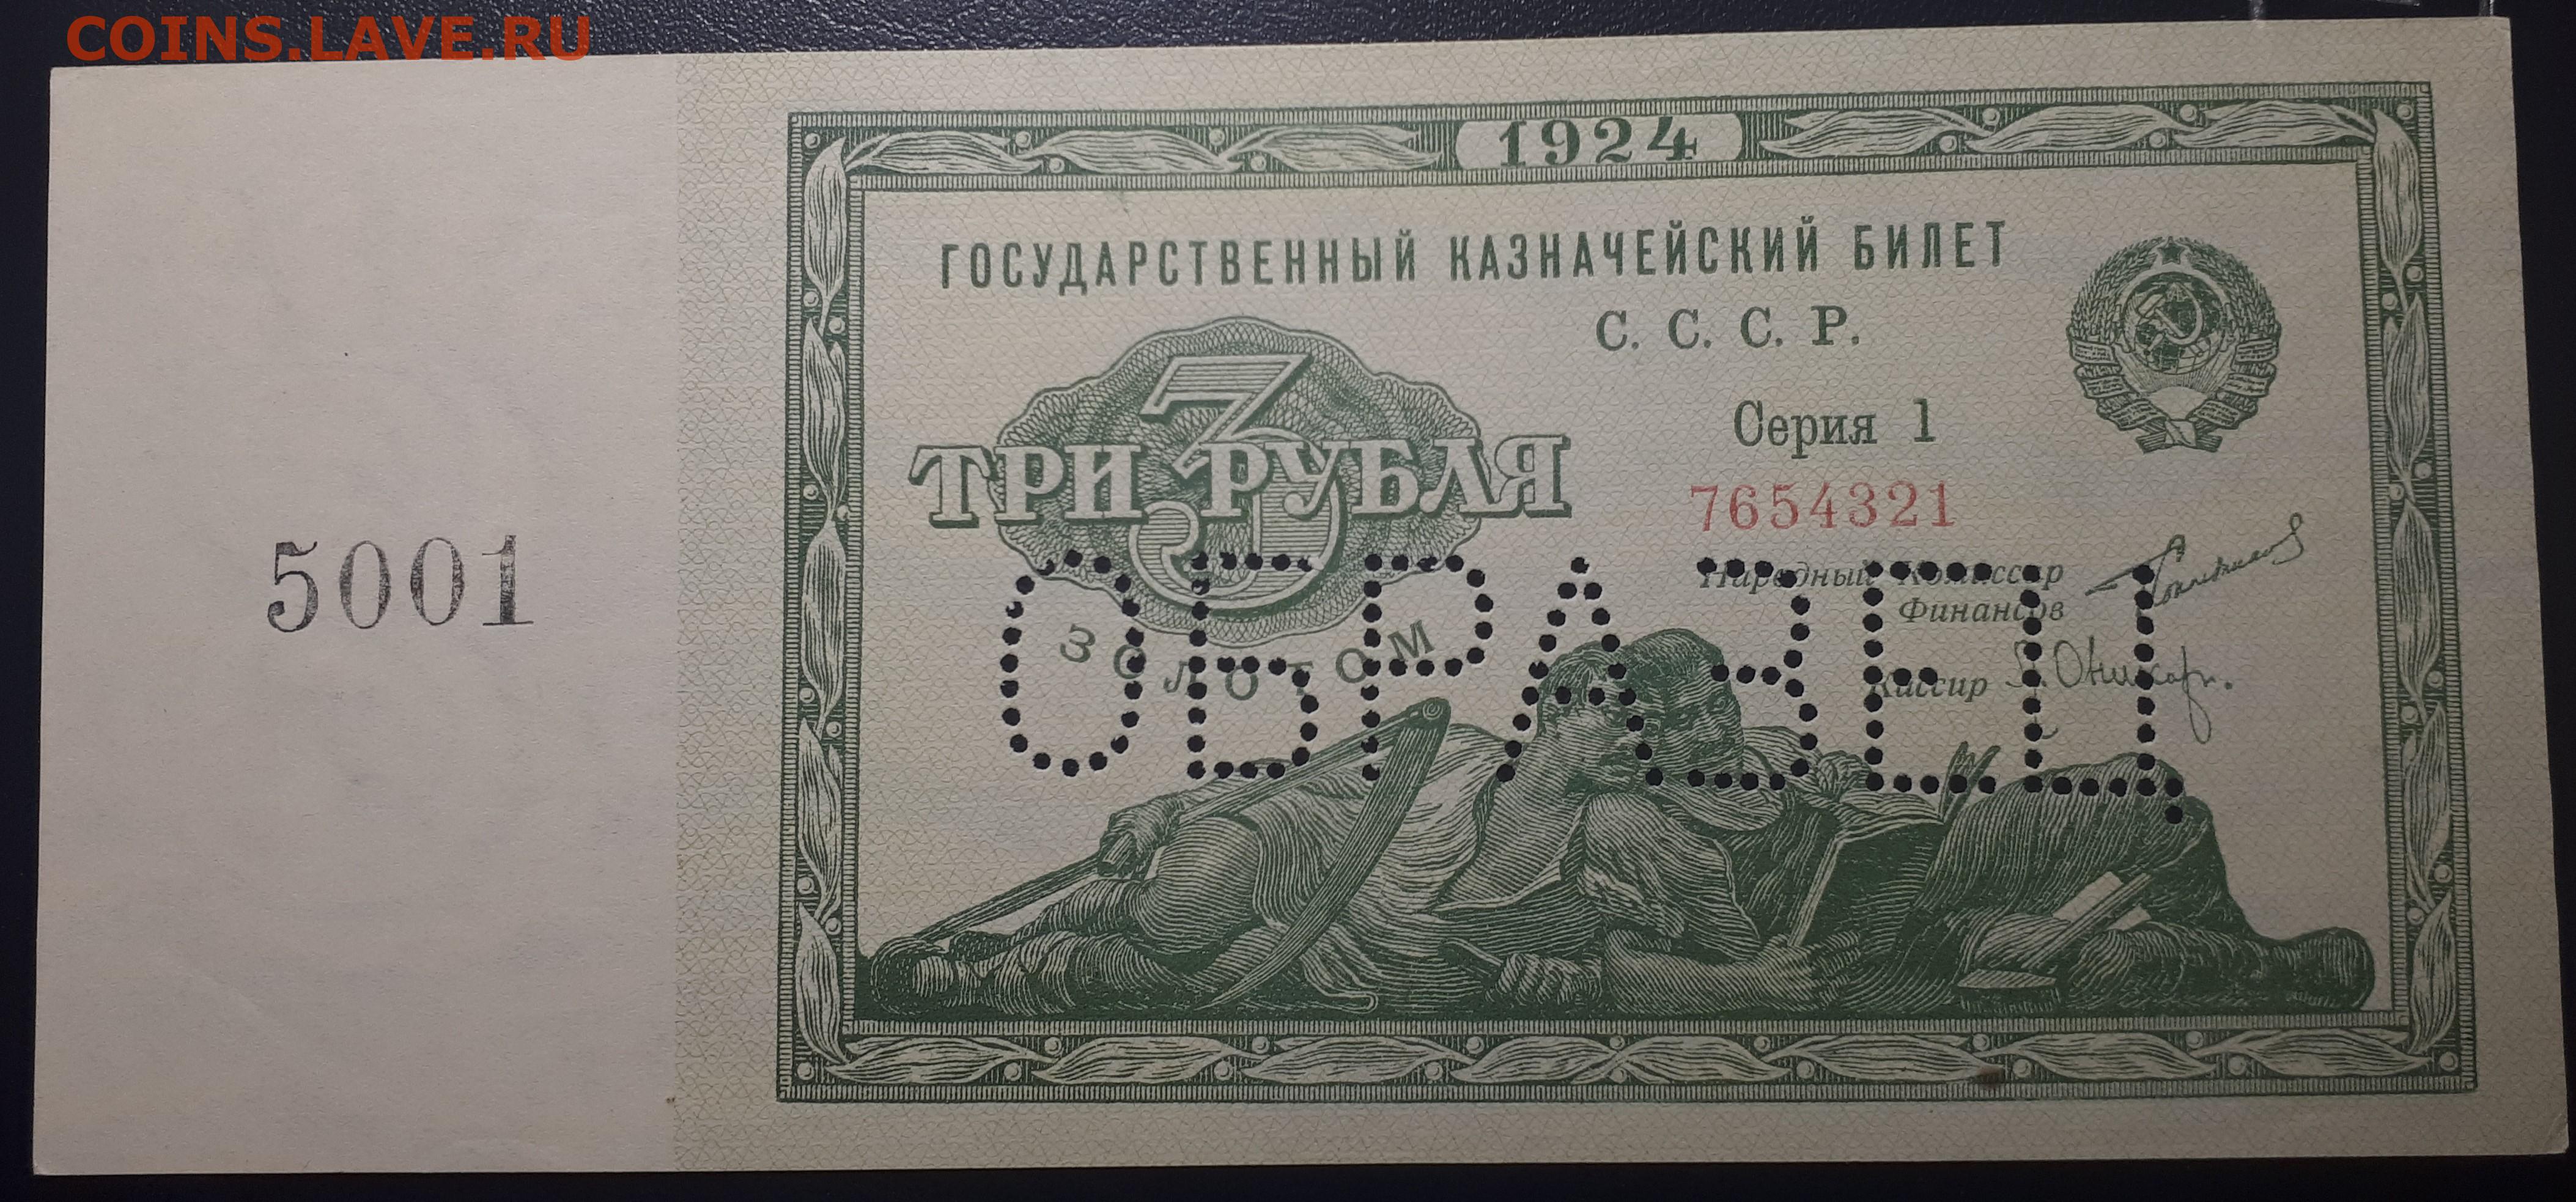 COINS.LAVE.RU
1924
ГОСУДАРСТВЕННЫЙ КАЗНАЧЕЙСКИЙ БИЛЕТ
С. С. С. Р.
Серия 1
3
ТРИ РУБЛЯ
7654321
5001
ОБРАЗЕЦ
Народный Комиссар
Финансов
ЗОЛОТОМ
Кассир